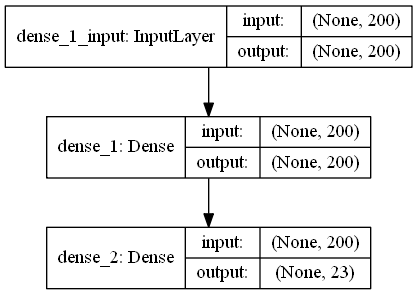 dense_1_input: InputLayer
input: (None, 200)
output: (None, 200)
dense_1: Dense
input: (None, 200)
output: (None, 200)
dense_2: Dense
input: (None, 200)
output: (None, 23)